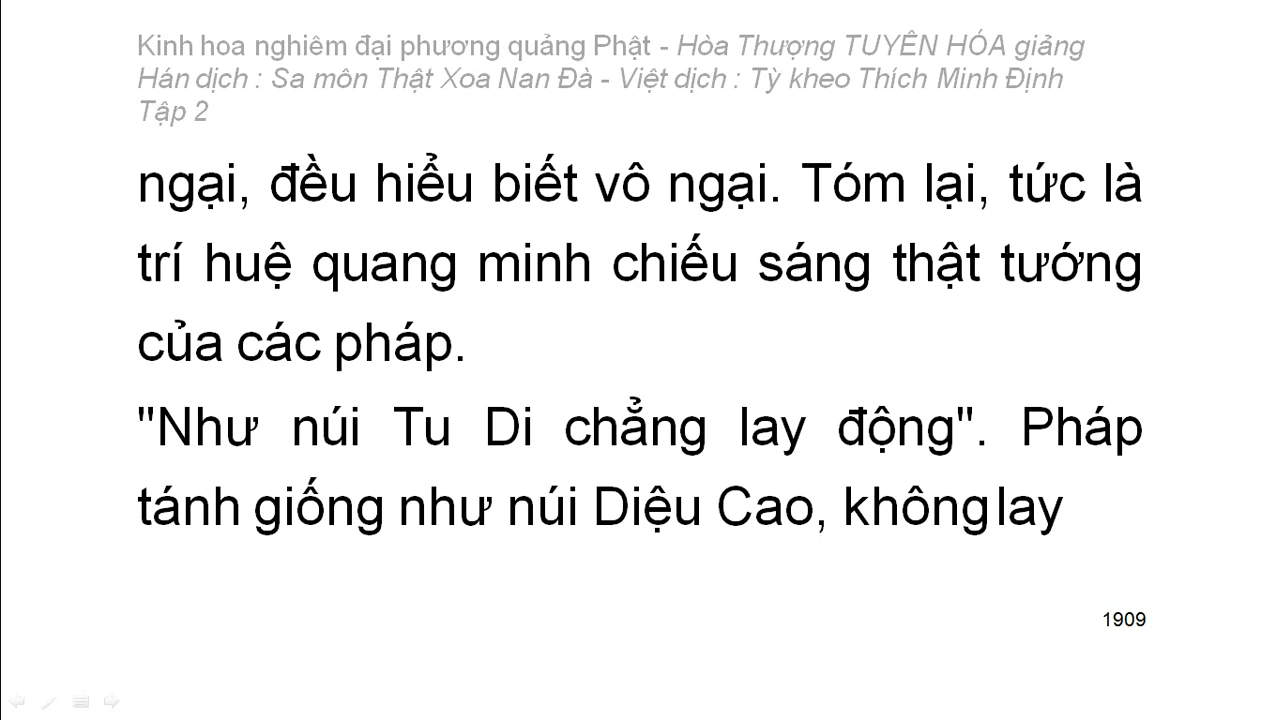 Kinh hoa nghiêm đại phương quảng Phật - Hòa Thượng TUYÊN HÓA giảng
Hán dịch : Sa môn Thật Xoa Nan Đà - Việt dịch : Tỳ kheo Thích Minh Định
Tập 2
ngại, đều hiểu biết vô ngại. Tóm lại, tức là
trí huệ quang minh chiếu sáng thật tướng
của các pháp.
"Như núi Tu Di chẳng lay động". Pháp
tánh giống như núi Diệu Cao, không lay
1909